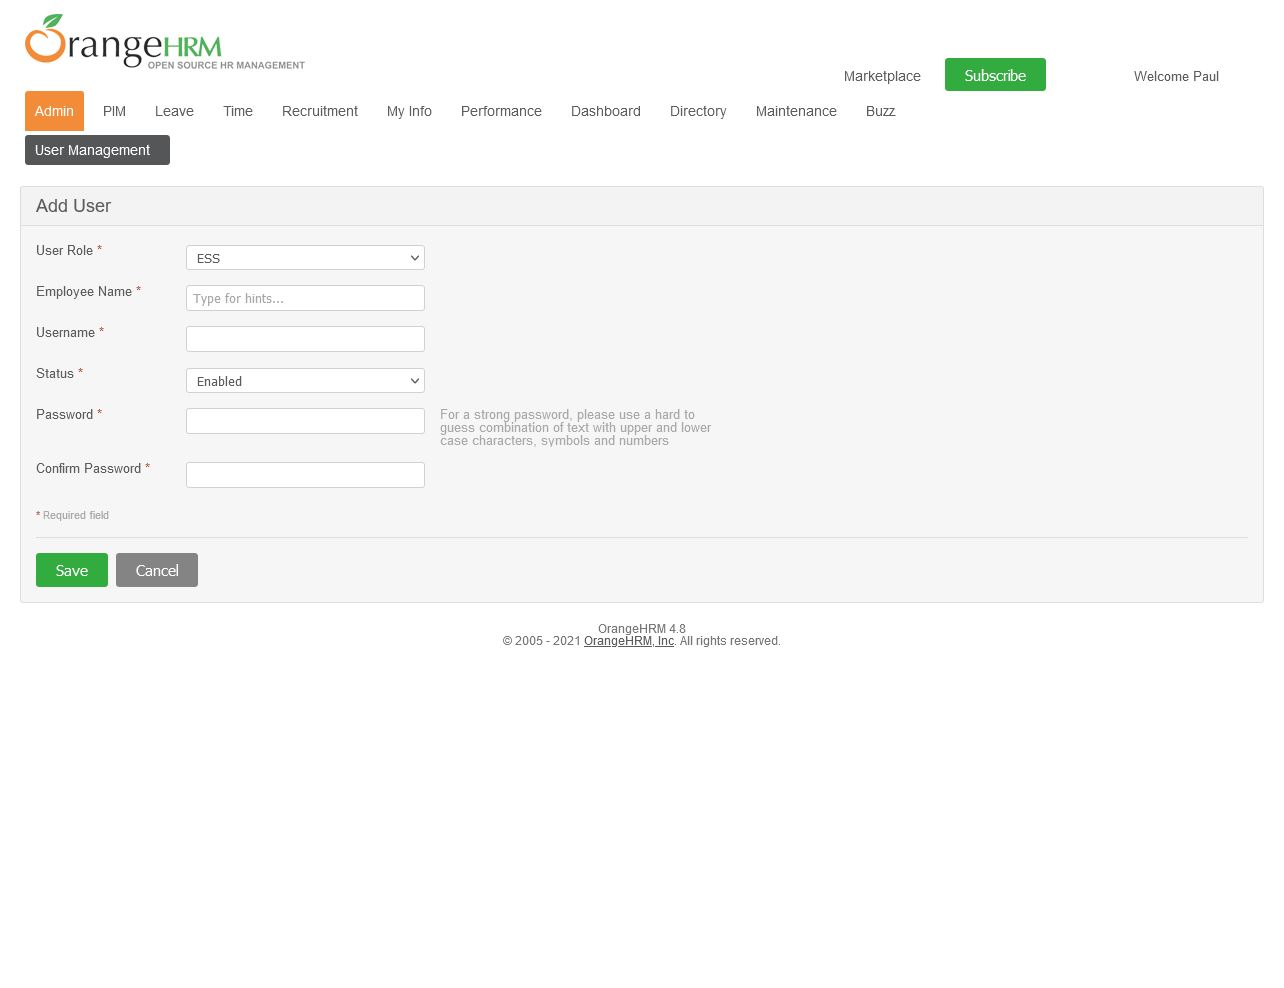 OrangeHRM
OPEN SOURCE HR MANAGEMENT
Marketplace
Subscribe
Welcome Paul
Admin
PIM
Leave
Time
Recruitment
My Info
Performance
Dashboard
Directory
Maintenance
Buzz
User Management
Add User
User Role *
ESS
Employee Name *
Type for hints...
Username *
Status *
Enabled
Password *
For a strong password, please use a hard to
guess combination of text with upper and lower
case characters, symbols and numbers
Confirm Password *
* Required field
Save
Cancel
OrangeHRM 4.8
© 2005 - 2021 OrangeHRM, Inc. All rights reserved.